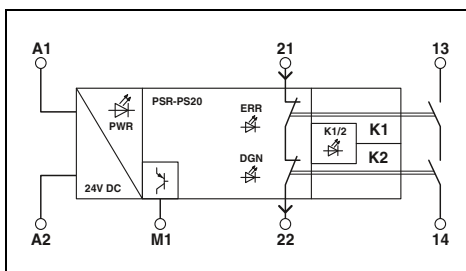 A1 21 13
PSR-PS20 ERR
PWR K1/2 K1
DGN K2
24V DC
A2 M1 22 14